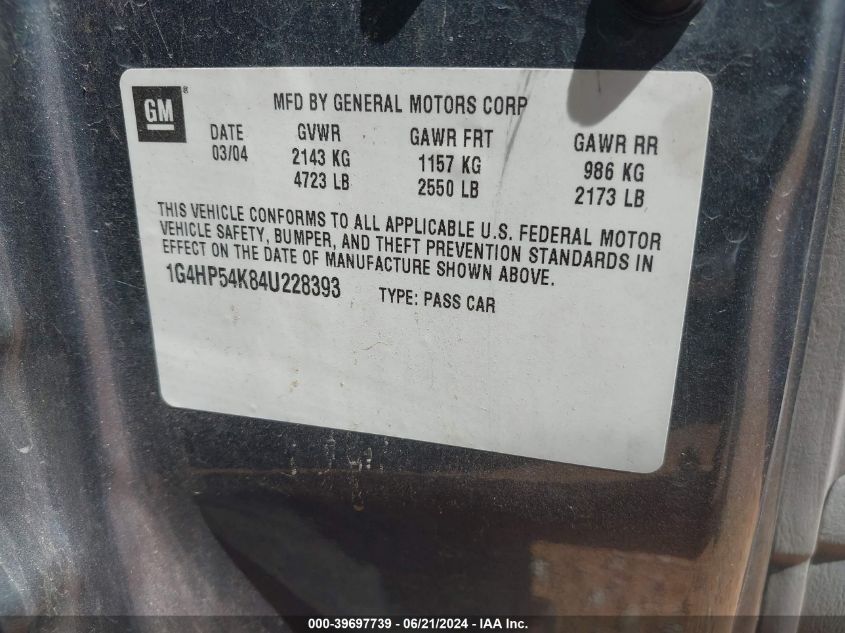 GM®
MFD BY GENERAL MOTORS CORP
DATE GVWR GAWR FRT GAWR RR
03/04 2143 KG 1157 KG 986 KG
4723 LB 2550 LB 2173 LB
THIS VEHICLE CONFORMS TO ALL APPLICABLE U.S. FEDERAL MOTOR
VEHICLE SAFETY, BUMPER, AND THEFT PREVENTION STANDARDS IN
EFFECT ON THE DATE OF MANUFACTURE SHOWN ABOVE.
1G4HP54K84U228393 TYPE: PASS CAR
000-39697739 - 06/21/2024 - IAA Inc.